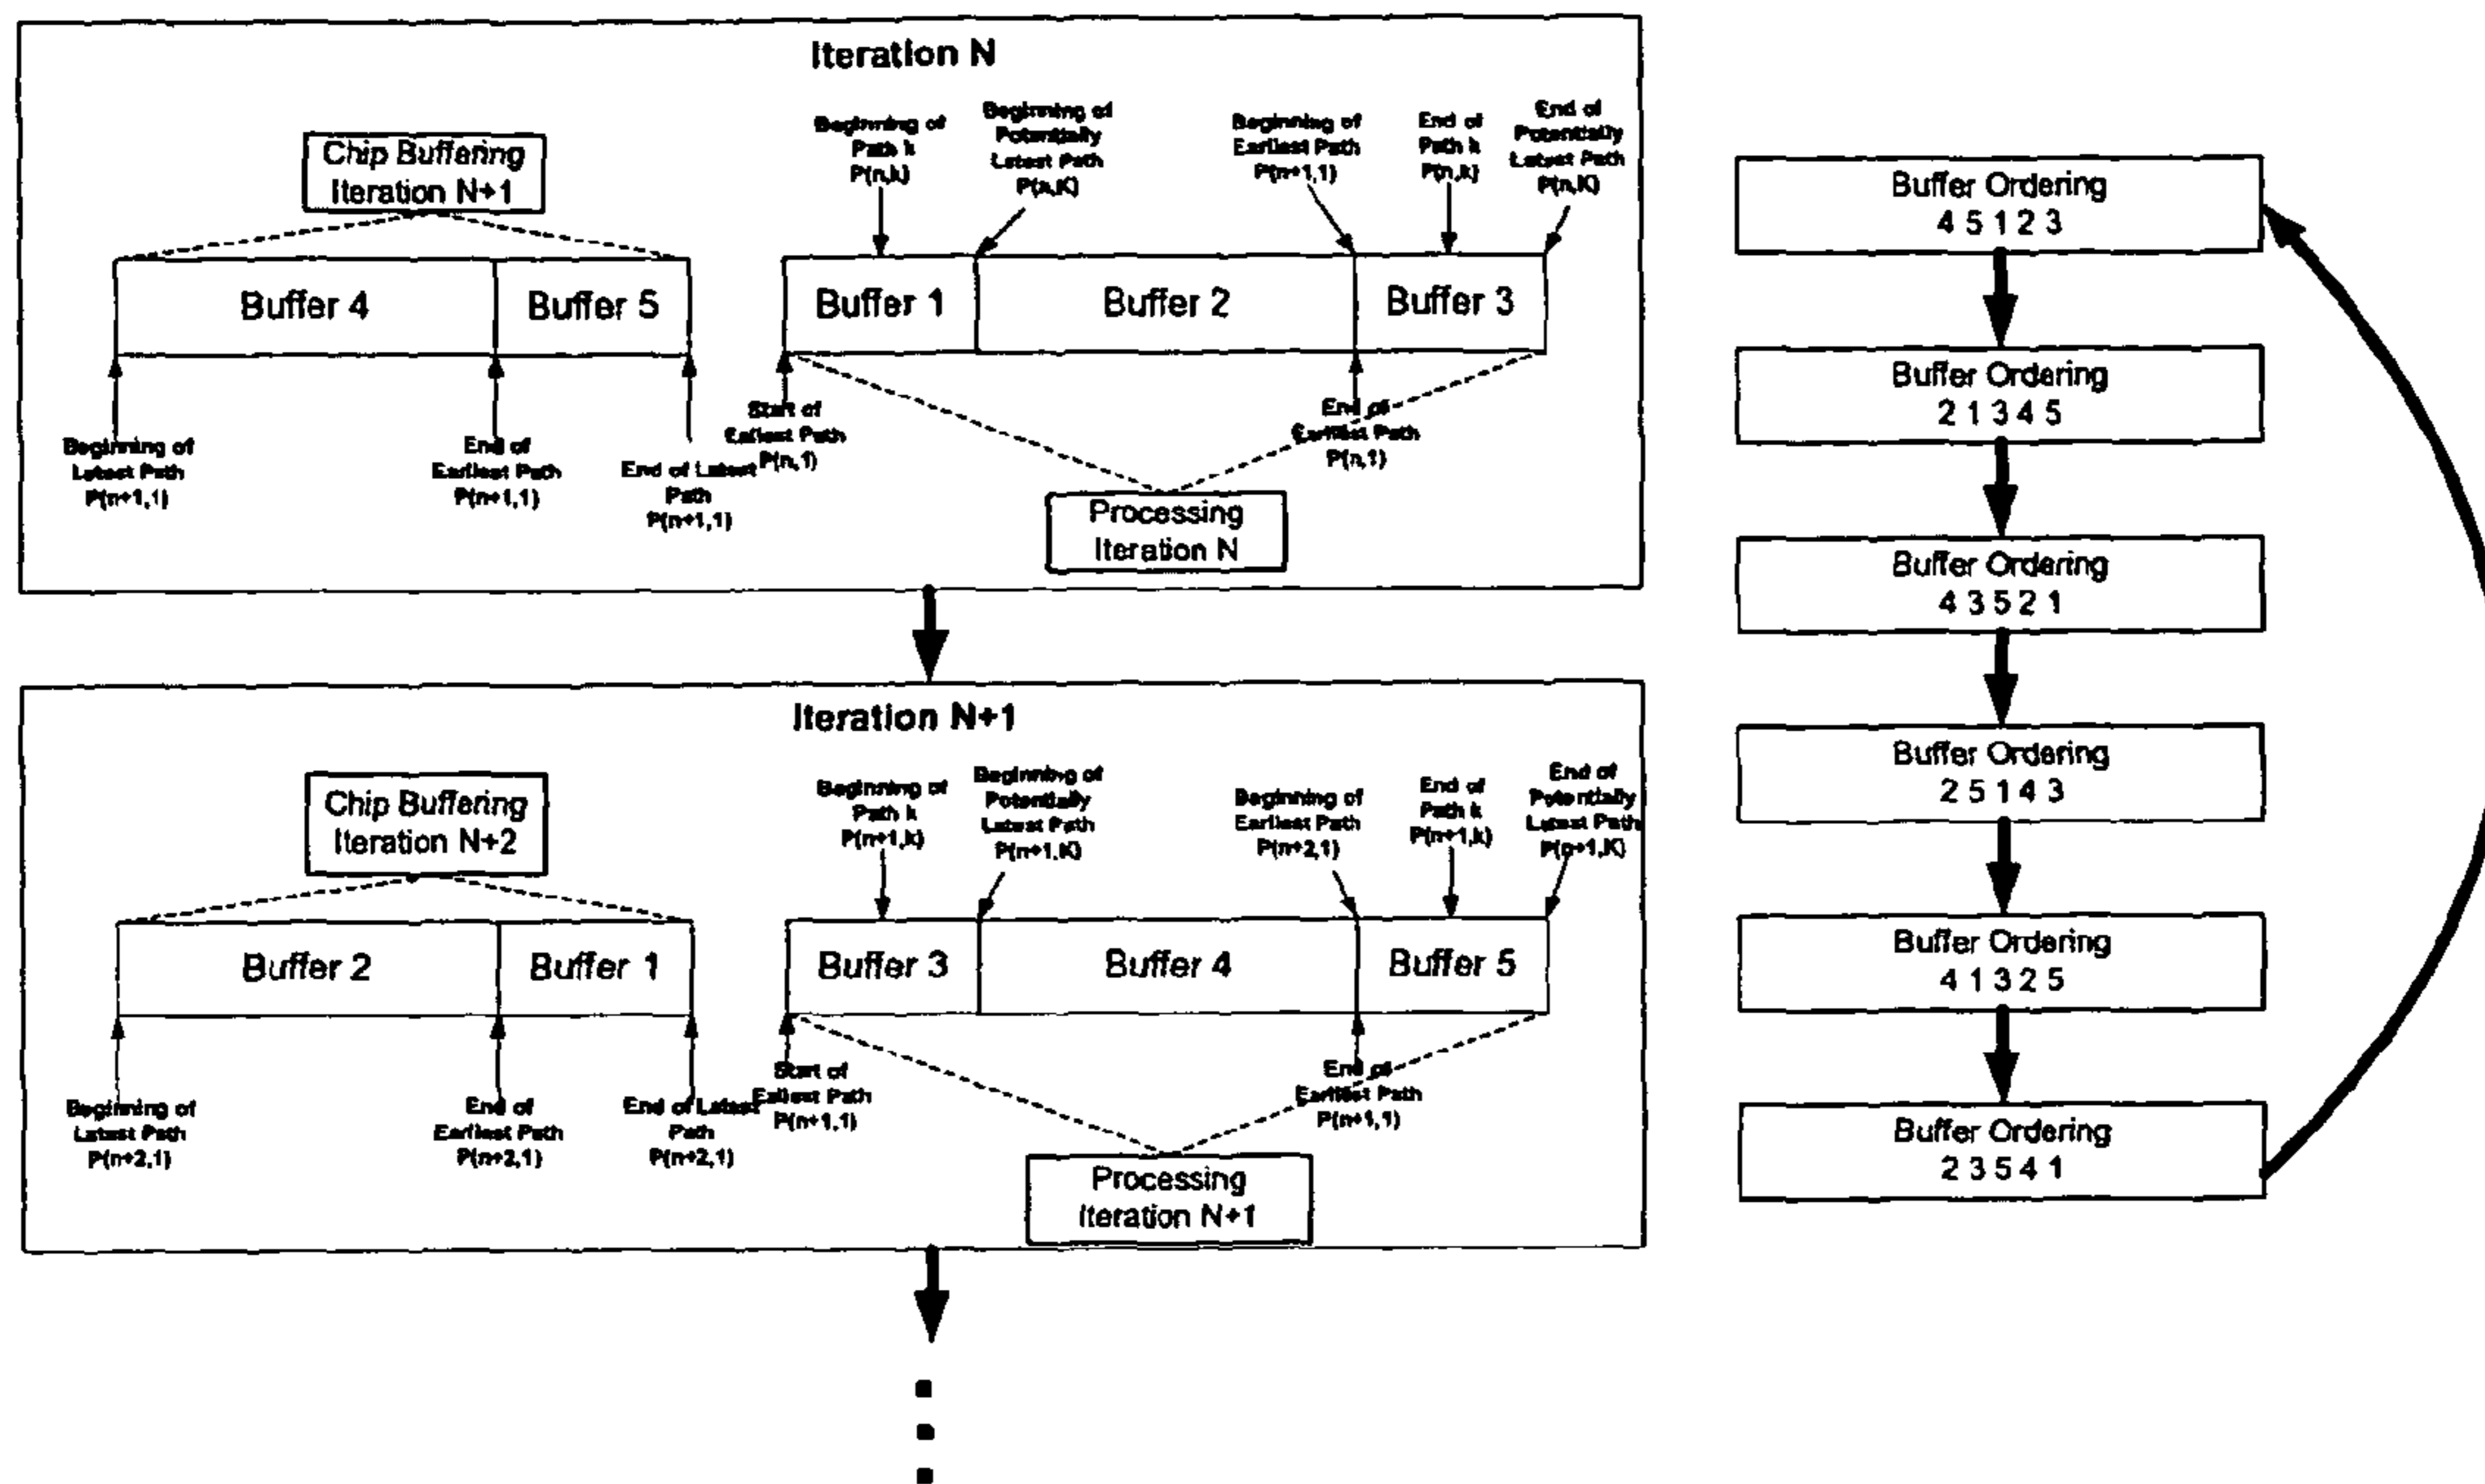 Iteration N
Chip Buffering
Iteration N+1
Beginning of
Path k
P(n,k)
Beginning of
Potentially
Latest Path
P(n,K)
Beginning of
Earliest Path
P(n+1,1)
End of
Path k
P(n,k)
End of
Potentially
Latest Path
P(n,K)
Buffer 4
Buffer 5
Buffer 1
Buffer 2
Buffer 3
Beginning of
Latest Path
P(n+1,1)
End of
Earliest Path
P(n+1,1)
End of Latest
Path
P(n+1,1)
Start of
Earliest Path
P(n,1)
End of
Earliest Path
P(n,1)
Processing
Iteration N
Iteration N+1
Chip Buffering
Iteration N+2
Beginning of
Path k
P(n+1,k)
Beginning of
Potentially
Latest Path
P(n+1,K)
Beginning of
Earliest Path
P(n+2,1)
End of
Path k
P(n+1,k)
End of
Potentially
Latest Path
P(n+1,K)
Buffer 2
Buffer 1
Buffer 3
Buffer 4
Buffer 5
Beginning of
Latest Path
P(n+2,1)
End of
Earliest Path
P(n+2,1)
End of Latest
Path
P(n+2,1)
Start of
Earliest Path
P(n+1,1)
End of
Earliest Path
P(n+1,1)
Processing
Iteration N+1
Buffer Ordering
4 5 1 2 3
Buffer Ordering
2 1 3 4 5
Buffer Ordering
4 3 5 2 1
Buffer Ordering
2 5 1 4 3
Buffer Ordering
4 1 3 2 5
Buffer Ordering
2 3 5 4 1